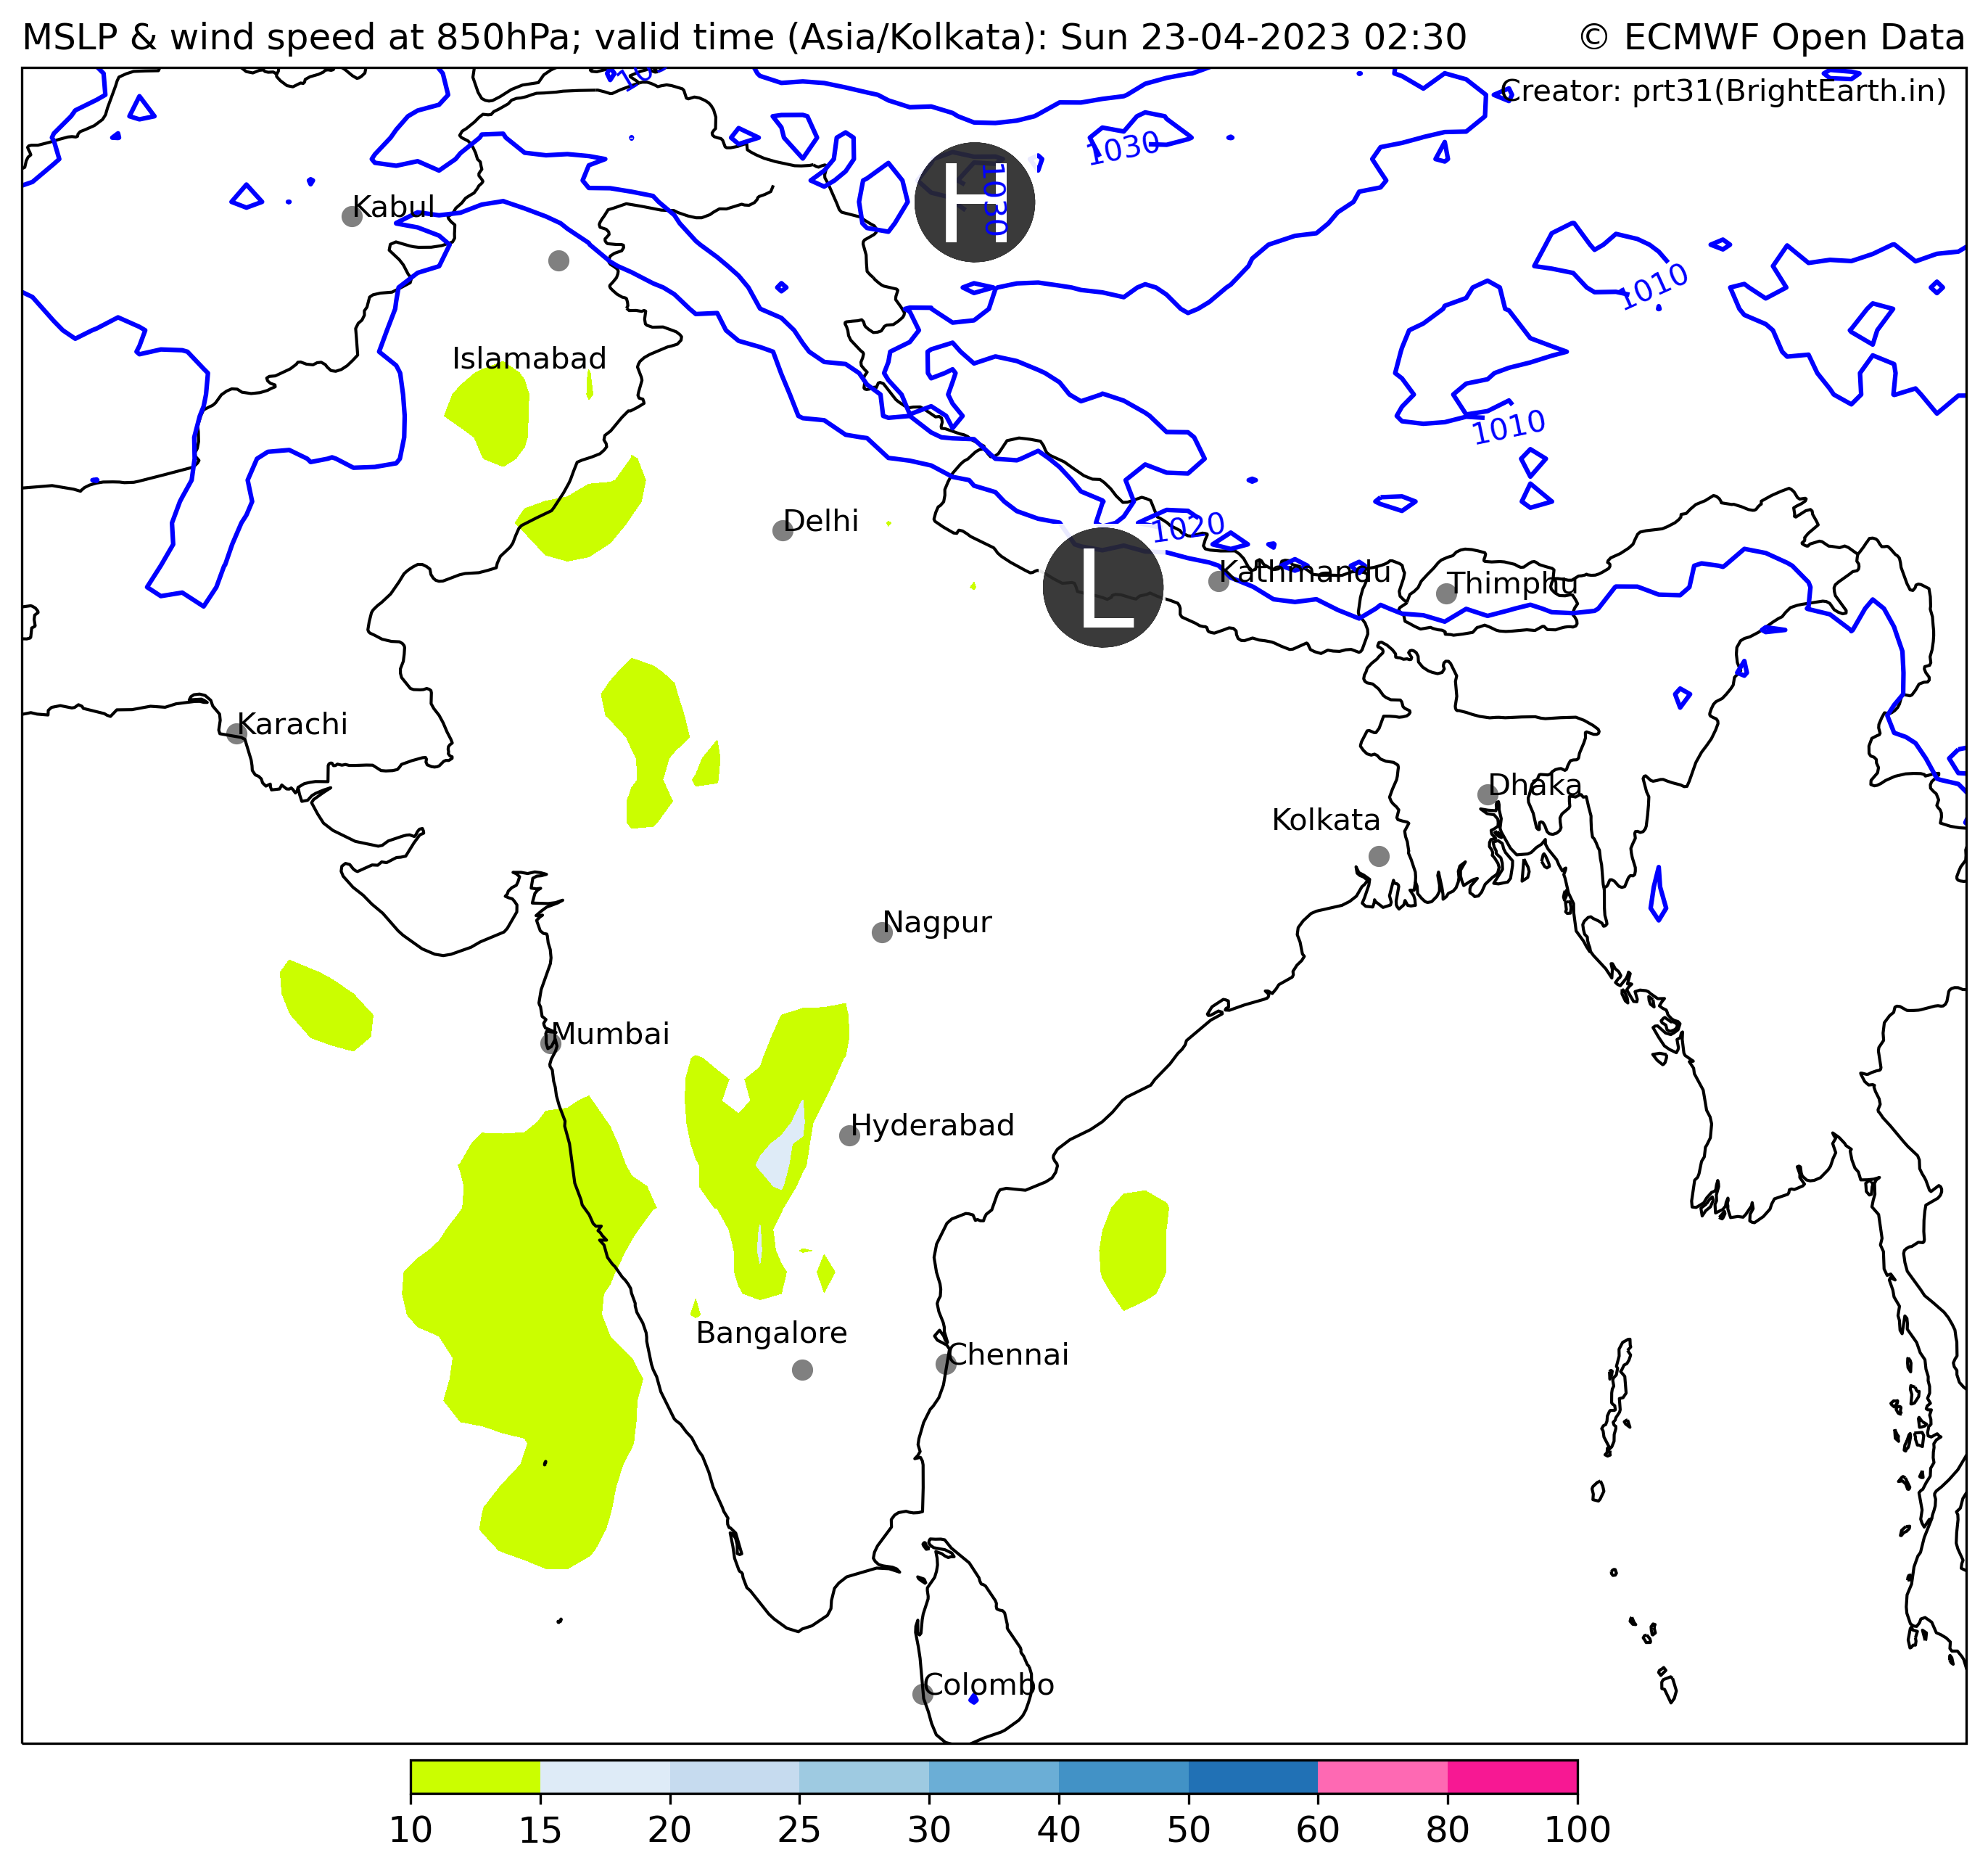 MSLP & wind speed at 850hPa; valid time (Asia/Kolkata): Sun 23-04-2023 02:30
© ECMWF Open Data
Creator: prt31(BrightEarth.in)
1030
H
1030
Kabul
1010
Islamabad
1010
Delhi
1020
L
Kathmandu
Thimphu
Karachi
Dhaka
Kolkata
Nagpur
Mumbai
Hyderabad
Bangalore
Chennai
Colombo
10 15 20 25 30 40 50 60 80 100